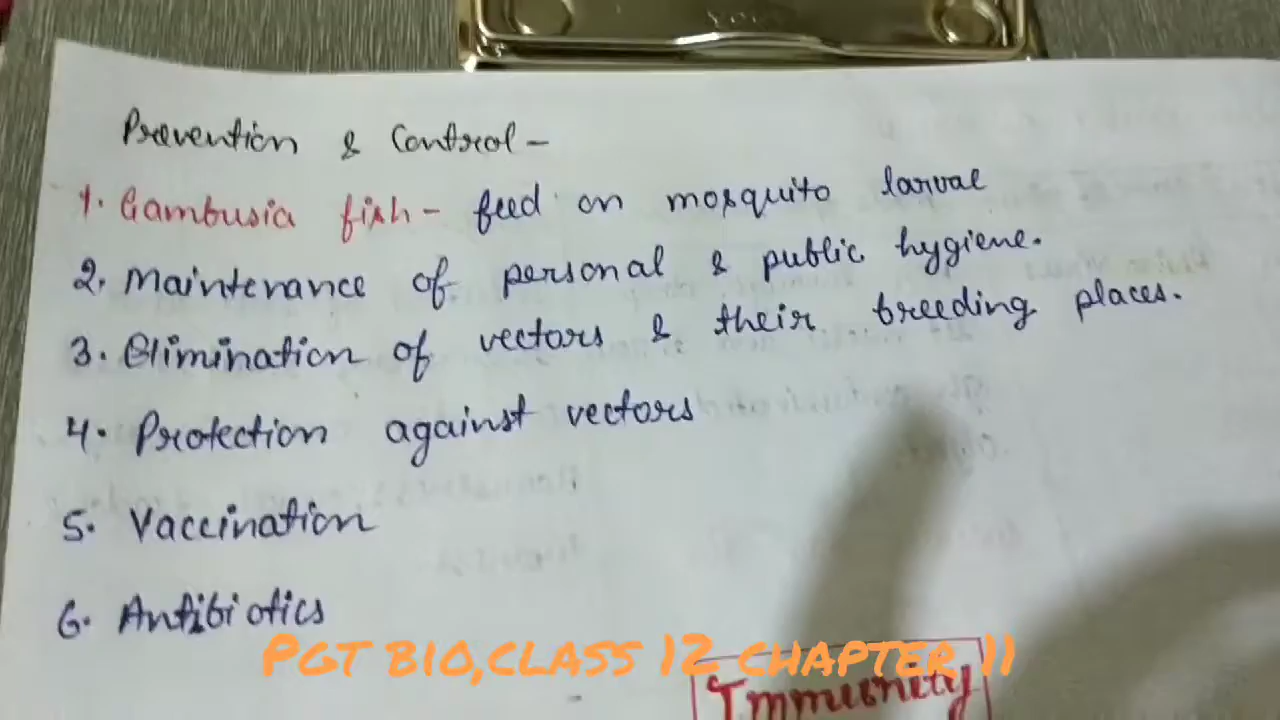 Prevention & Control -
1. Gambusia fish - feed on mosquito larvae
2. Maintenance of personal & public hygiene.
3. Elimination of vectors & their breeding places.
4. Protection against vectors
5. Vaccination
6. Antibiotics
PGT BIO,CLASS 12 CHAPTER 11
Immunity